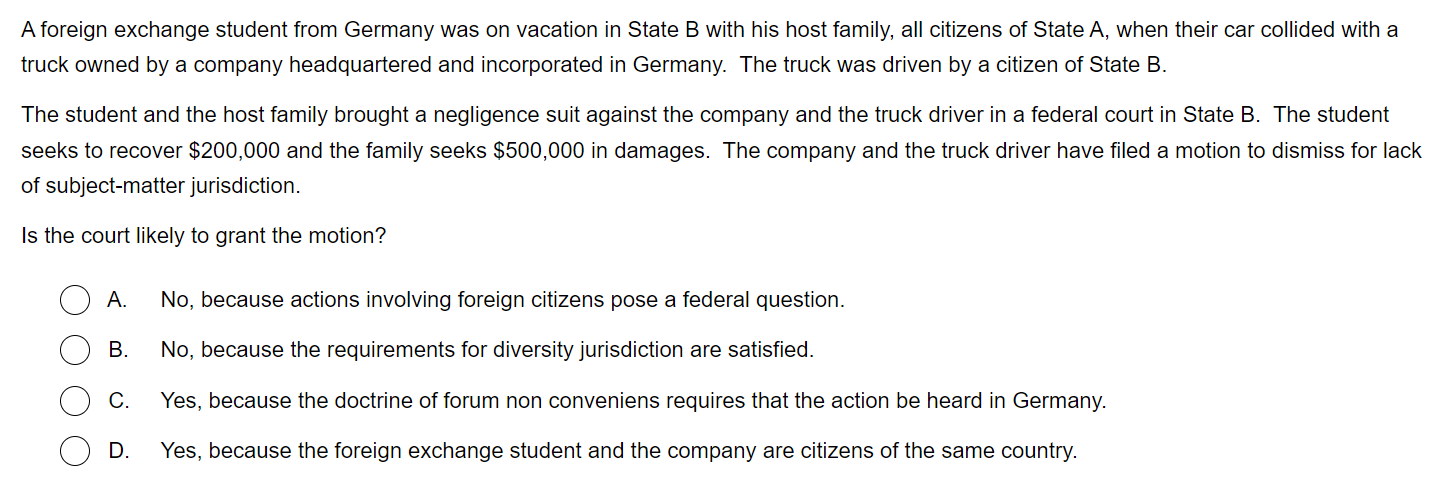 A foreign exchange student from Germany was on vacation in State B with his host family, all citizens of State A, when their car collided with a
truck owned by a company headquartered and incorporated in Germany.  The truck was driven by a citizen of State B.
The student and the host family brought a negligence suit against the company and the truck driver in a federal court in State B.  The student
seeks to recover $200,000 and the family seeks $500,000 in damages.  The company and the truck driver have filed a motion to dismiss for lack
of subject-matter jurisdiction.
Is the court likely to grant the motion?
A. No, because actions involving foreign citizens pose a federal question.
B. No, because the requirements for diversity jurisdiction are satisfied.
C. Yes, because the doctrine of forum non conveniens requires that the action be heard in Germany.
D. Yes, because the foreign exchange student and the company are citizens of the same country.